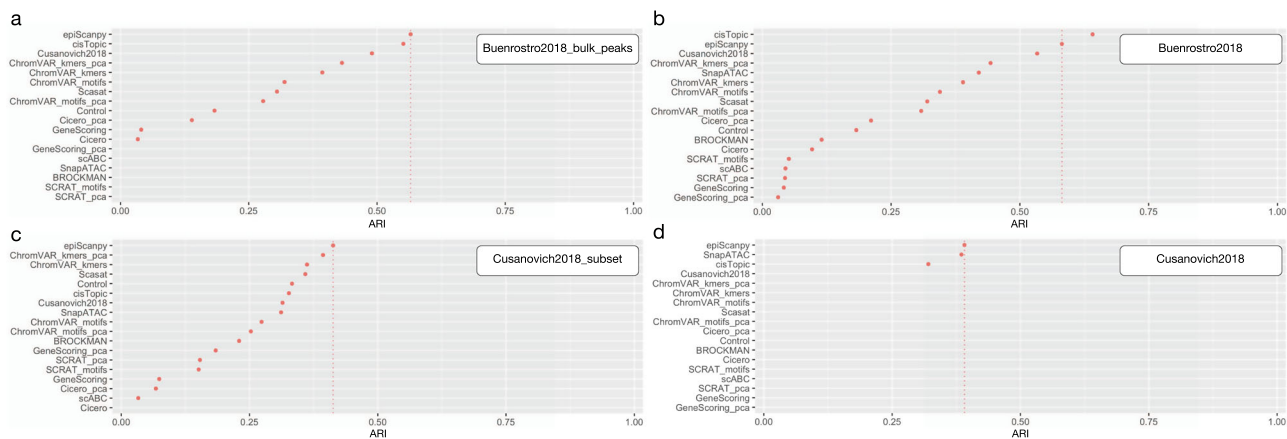 a
epiScanpy
cisTopic
Cusanovich2018
ChromVAR_kmers_pca
ChromVAR_kmers
ChromVAR_motifs
Scasat
ChromVAR_motifs_pca
Control
Cicero_pca
GeneScoring
Cicero
GeneScoring_pca
scABC
SnapATAC
BROCKMAN
SCRAT_motifs
SCRAT_pca
Buenrostro2018_bulk_peaks
0.00 0.25 0.50 0.75 1.00
ARI
b
cisTopic
epiScanpy
Cusanovich2018
ChromVAR_kmers_pca
SnapATAC
ChromVAR_kmers
ChromVAR_motifs
Scasat
ChromVAR_motifs_pca
Cicero_pca
Control
BROCKMAN
Cicero
SCRAT_motifs
scABC
SCRAT_pca
GeneScoring
GeneScoring_pca
Buenrostro2018
0.00 0.25 0.50 0.75 1.00
ARI
c
epiScanpy
ChromVAR_kmers_pca
ChromVAR_kmers
Scasat
Control
cisTopic
Cusanovich2018
SnapATAC
ChromVAR_motifs
ChromVAR_motifs_pca
BROCKMAN
GeneScoring_pca
SCRAT_pca
SCRAT_motifs
GeneScoring
Cicero_pca
scABC
Cicero
Cusanovich2018_subset
0.00 0.25 0.50 0.75 1.00
ARI
d
epiScanpy
SnapATAC
cisTopic
Cusanovich2018
ChromVAR_kmers_pca
ChromVAR_kmers
ChromVAR_motifs
Scasat
ChromVAR_motifs_pca
Cicero_pca
Control
BROCKMAN
Cicero
SCRAT_motifs
scABC
SCRAT_pca
GeneScoring
GeneScoring_pca
Cusanovich2018
0.00 0.25 0.50 0.75 1.00
ARI